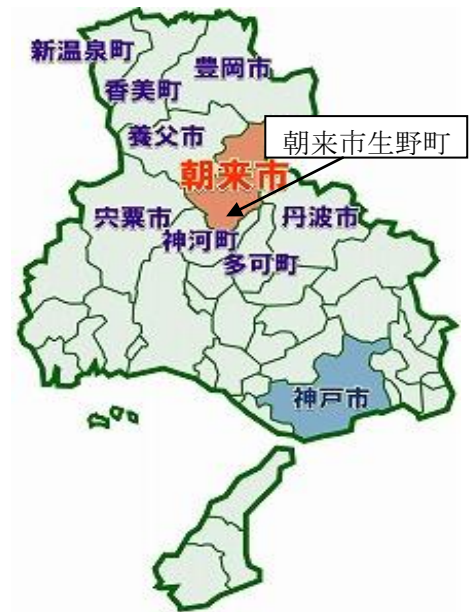 新温泉町
豊岡市
香美町
養父市
朝来市生野町
朝来市
宍粟市
丹波市
神河町
多可町
神戸市